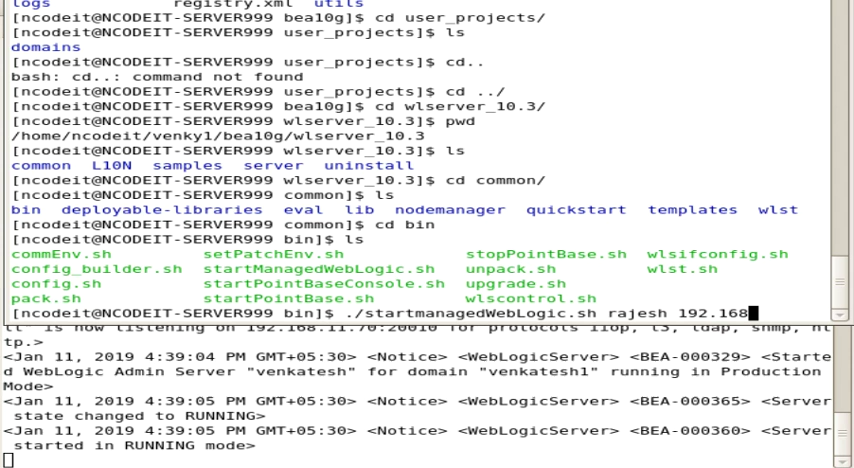 logs registry.xml utils
[ncodeit@NCODEIT-SERVER999 bea10g]$ cd user_projects/
[ncodeit@NCODEIT-SERVER999 user_projects]$ ls
domains
[ncodeit@NCODEIT-SERVER999 user_projects]$ cd..
bash: cd..: command not found
[ncodeit@NCODEIT-SERVER999 user_projects]$ cd ../
[ncodeit@NCODEIT-SERVER999 bea10g]$ cd wlserver_10.3/
[ncodeit@NCODEIT-SERVER999 wlserver_10.3]$ pwd
/home/ncodeit/venky1/bea10g/wlserver_10.3
[ncodeit@NCODEIT-SERVER999 wlserver_10.3]$ ls
common L10N samples server uninstall
[ncodeit@NCODEIT-SERVER999 wlserver_10.3]$ cd common/
[ncodeit@NCODEIT-SERVER999 common]$ ls
bin deployable-libraries eval lib nodemanager quickstart templates wlst
[ncodeit@NCODEIT-SERVER999 common]$ cd bin
[ncodeit@NCODEIT-SERVER999 bin]$ ls
commEnv.sh setPatchEnv.sh stopPointBase.sh wlsifconfig.sh
config_builder.sh startManagedWebLogic.sh unpack.sh wlst.sh
config.sh startPointBaseConsole.sh upgrade.sh
pack.sh startPointBase.sh wlscontrol.sh
[ncodeit@NCODEIT-SERVER999 bin]$ ./startmanagedWebLogic.sh rajesh 192.168
lt" is now listening on 192.168.11.70:20010 for protocols iiop, t3, ldap, snmp, ht
tp.>
<Jan 11, 2019 4:39:04 PM GMT+05:30> <Notice> <WebLogicServer> <BEA-000329> <Starte
d WebLogic Admin Server "venkatesh" for domain "venkatesh1" running in Production
Mode>
<Jan 11, 2019 4:39:05 PM GMT+05:30> <Notice> <WebLogicServer> <BEA-000365> <Server
state changed to RUNNING>
<Jan 11, 2019 4:39:05 PM GMT+05:30> <Notice> <WebLogicServer> <BEA-000360> <Server
started in RUNNING mode>